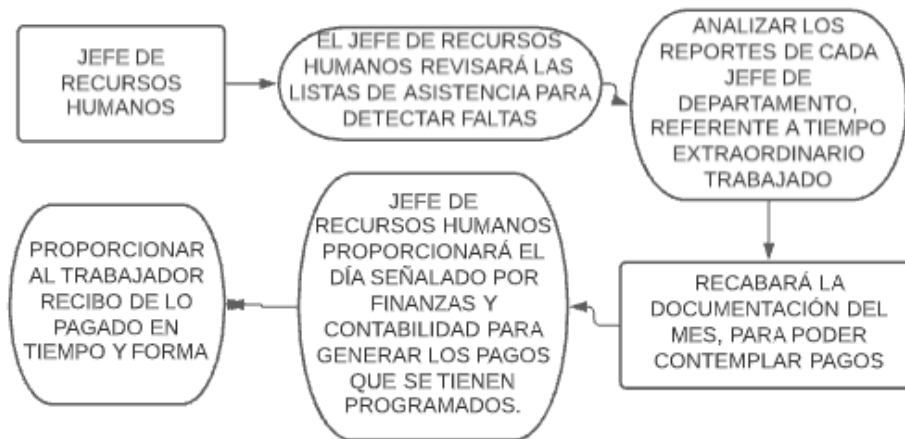 JEFE DE
RECURSOS
HUMANOS
EL JEFE DE RECURSOS
HUMANOS REVISARÁ LAS
LISTAS DE ASISTENCIA PARA
DETECTAR FALTAS
ANALIZAR LOS
REPORTES DE CADA
JEFE DE
DEPARTAMENTO,
REFERENTE A TIEMPO
EXTRAORDINARIO
TRABAJADO
RECABARÁ LA
DOCUMENTACIÓN DEL
MES, PARA PODER
CONTEMPLAR PAGOS
JEFE DE
RECURSOS HUMANOS
PROPORCIONARÁ EL
DÍA SEÑALADO POR
FINANZAS Y
CONTABILIDAD PARA
GENERAR LOS PAGOS
QUE SE TIENEN
PROGRAMADOS.
PROPORCIONAR
AL TRABAJADOR
RECIBO DE LO
PAGADO EN
TIEMPO Y FORMA